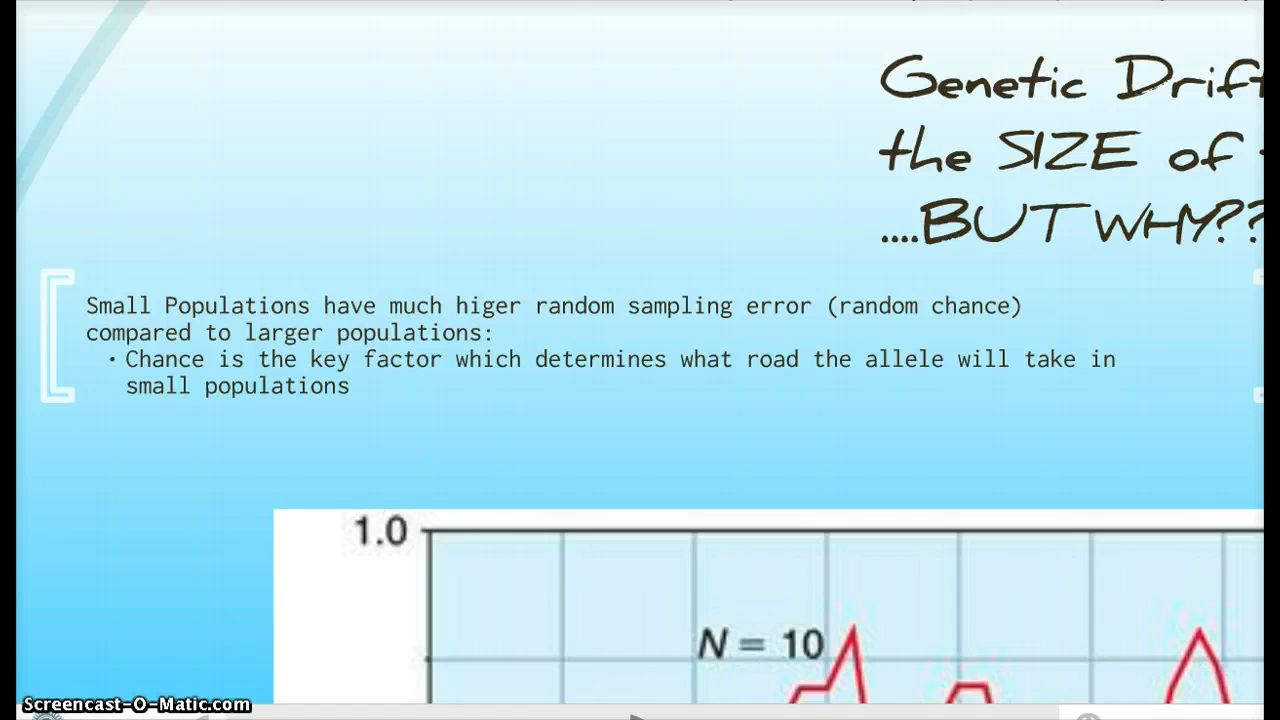 Genetic Drift
the SIZE of
....BUT WHY??
Small Populations have much higer random sampling error (random chance)
compared to larger populations:
• Chance is the key factor which determines what road the allele will take in
small populations
1.0
N = 10
Screencast-O-Matic.com